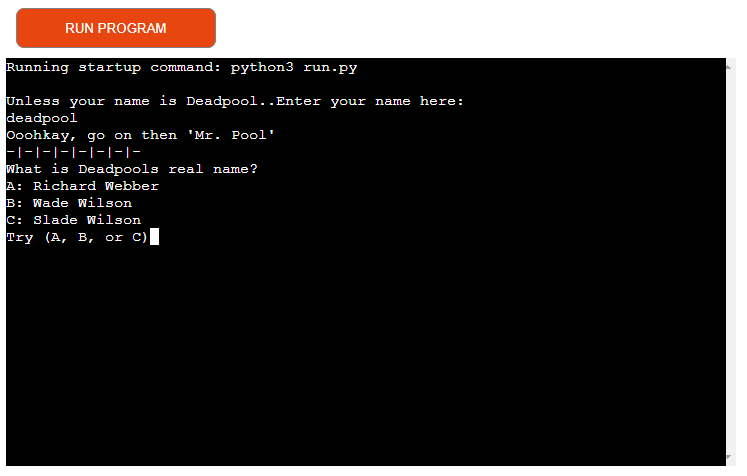 RUN PROGRAM
Running startup command: python3 run.py
Unless your name is Deadpool..Enter your name here:
deadpool
Ooohkay, go on then 'Mr. Pool'
-|-|-|-|-|-|-|-
What is Deadpools real name?
A: Richard Webber
B: Wade Wilson
C: Slade Wilson
Try (A, B, or C)